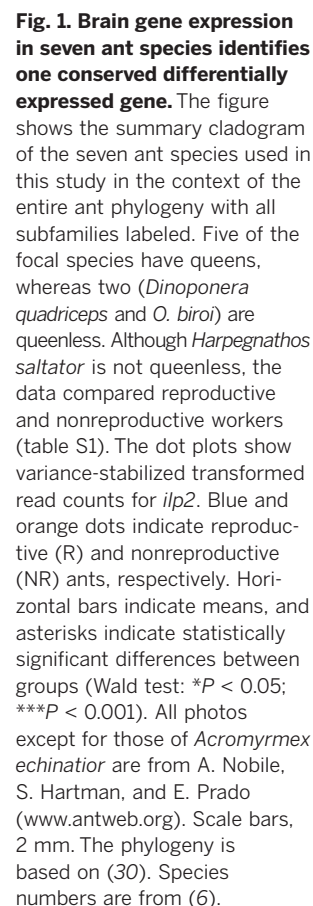 Fig. 1. Brain gene expression
in seven ant species identifies
one conserved differentially
expressed gene. The figure
shows the summary cladogram
of the seven ant species used in
this study in the context of the
entire ant phylogeny with all
subfamilies labeled. Five of the
focal species have queens,
whereas two (Dinoponera
quadriceps and O. biroi) are
queenless. Although Harpegnathos
saltator is not queenless, the
data compared reproductive
and nonreproductive workers
(table S1). The dot plots show
variance-stabilized transformed
read counts for ilp2. Blue and
orange dots indicate reproduc-
tive (R) and nonreproductive
(NR) ants, respectively. Hori-
zontal bars indicate means, and
asterisks indicate statistically
significant differences between
groups (Wald test: *P < 0.05;
***P < 0.001). All photos
except for those of Acromyrmex
echinatior are from A. Nobile,
S. Hartman, and E. Prado
(www.antweb.org). Scale bars,
2 mm. The phylogeny is
based on (30). Species
numbers are from (6).